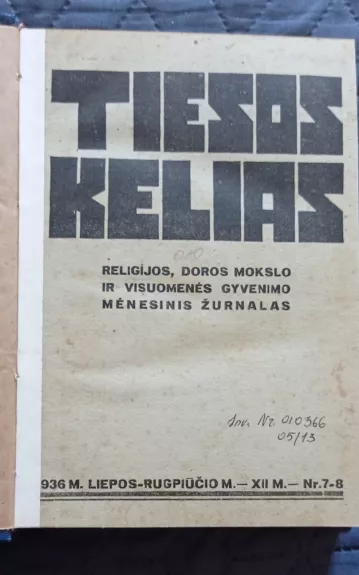 TIESOS
KELIAS
RELIGIJOS, DOROS MOKSLO
IR VISUOMENĖS GYVENIMO
MĖNESINIS ŽURNALAS
Inv. Nr. 010366
05/13
936 M. LIEPOS-RUGPIŪČIO M.— XII M.— Nr.7-8